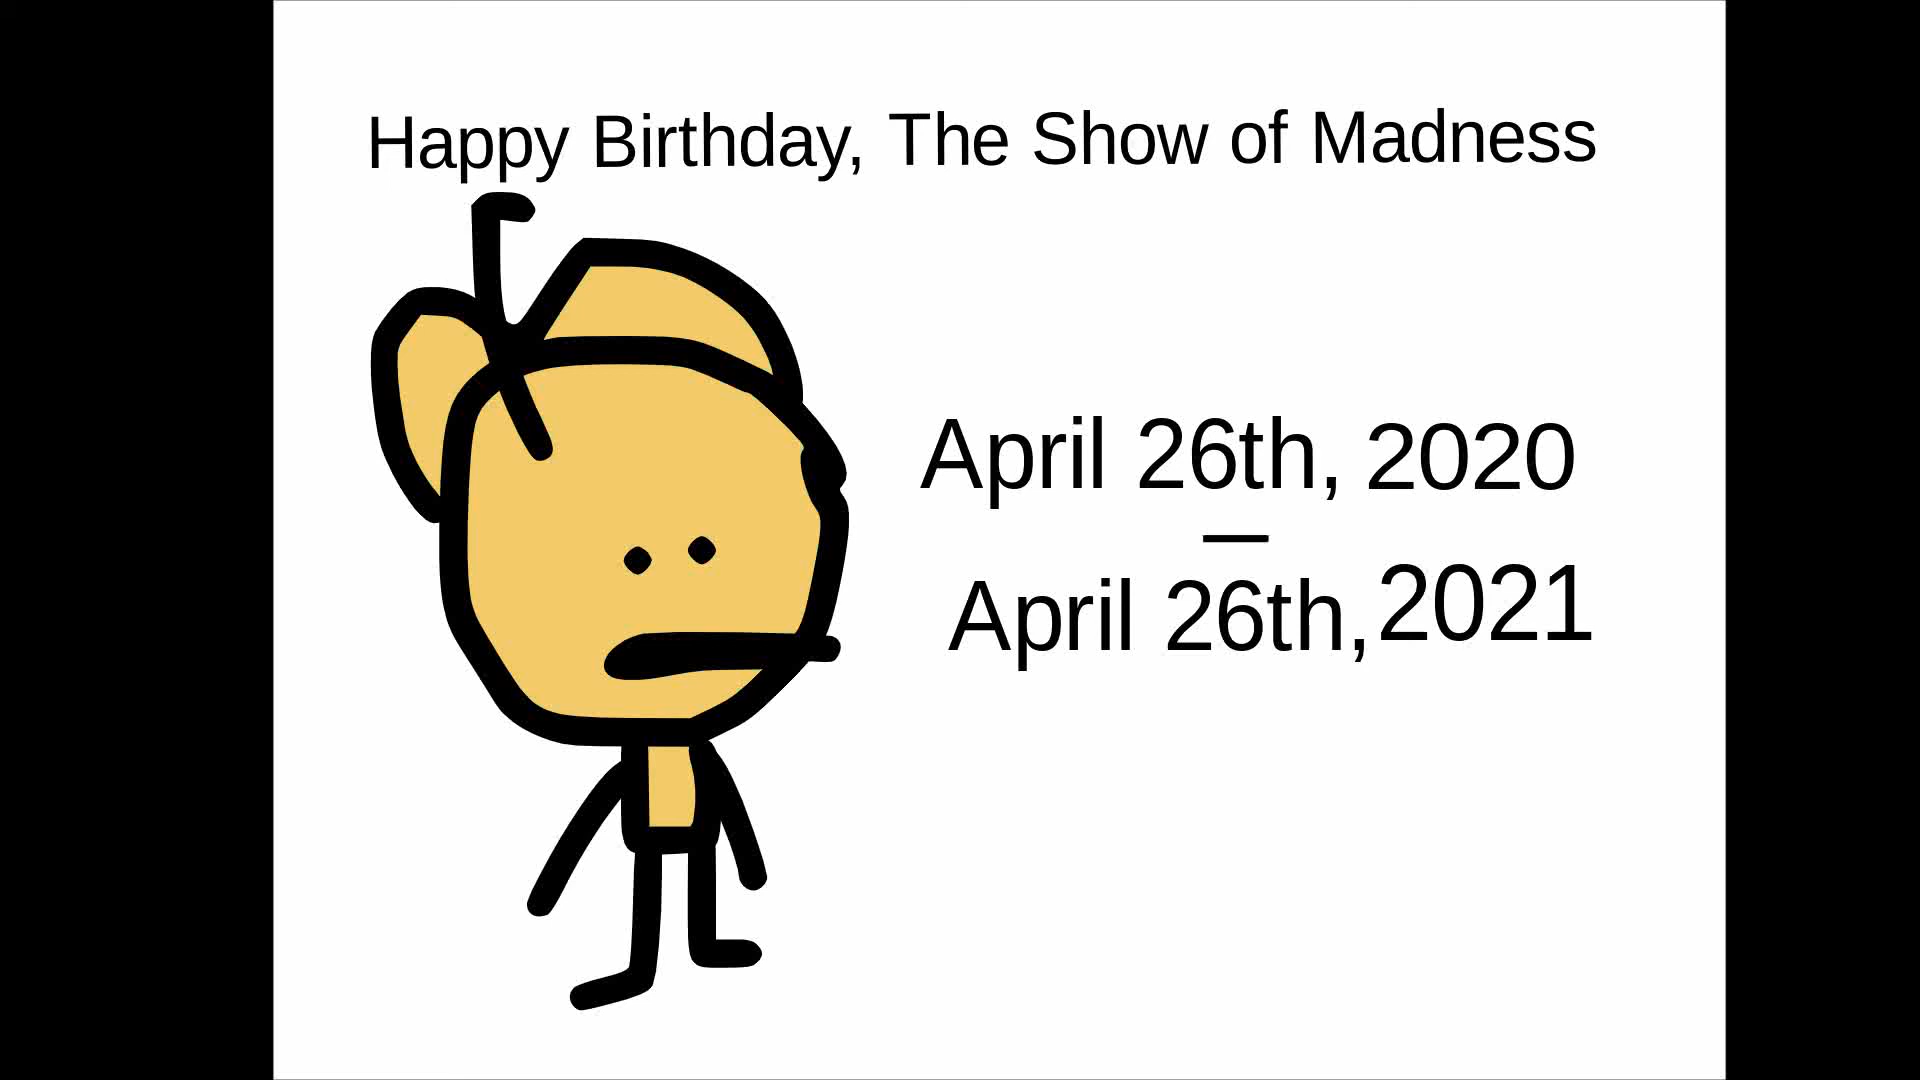 Happy Birthday, The Show of Madness
April 26th, 2020
—
April 26th, 2021